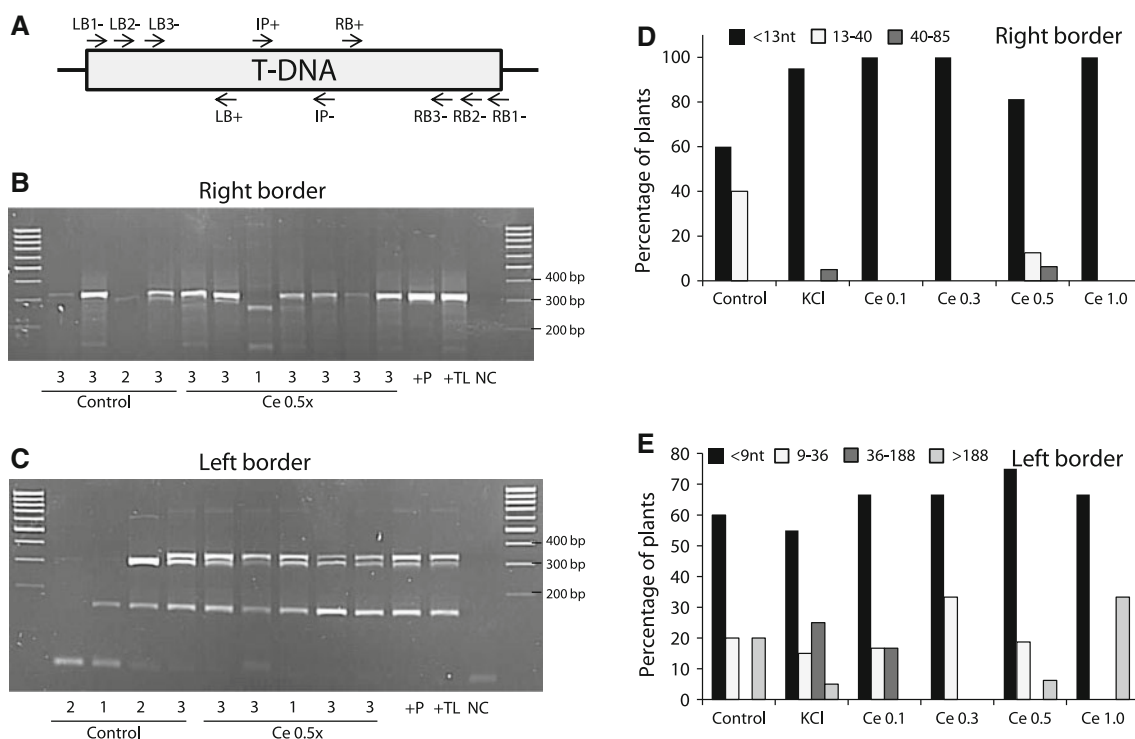 A
LB1- LB2- LB3- IP+ RB+
T-DNA
LB+ IP- RB3- RB2- RB1-
B
Right border
400 bp
300 bp
200 bp
3 3 2 3 3 3 1 3 3 3 3 +P +TL NC
Control Ce 0.5x
C
Left border
400 bp
300 bp
200 bp
2 1 2 3 3 3 1 3 3 +P +TL NC
Control Ce 0.5x
D
<13nt 13-40 40-85 Right border
Percentage of plants
100
80
60
40
20
0
Control KCl Ce 0.1 Ce 0.3 Ce 0.5 Ce 1.0
E
<9nt 9-36 36-188 >188 Left border
Percentage of plants
80
70
60
50
40
30
20
10
0
Control KCl Ce 0.1 Ce 0.3 Ce 0.5 Ce 1.0